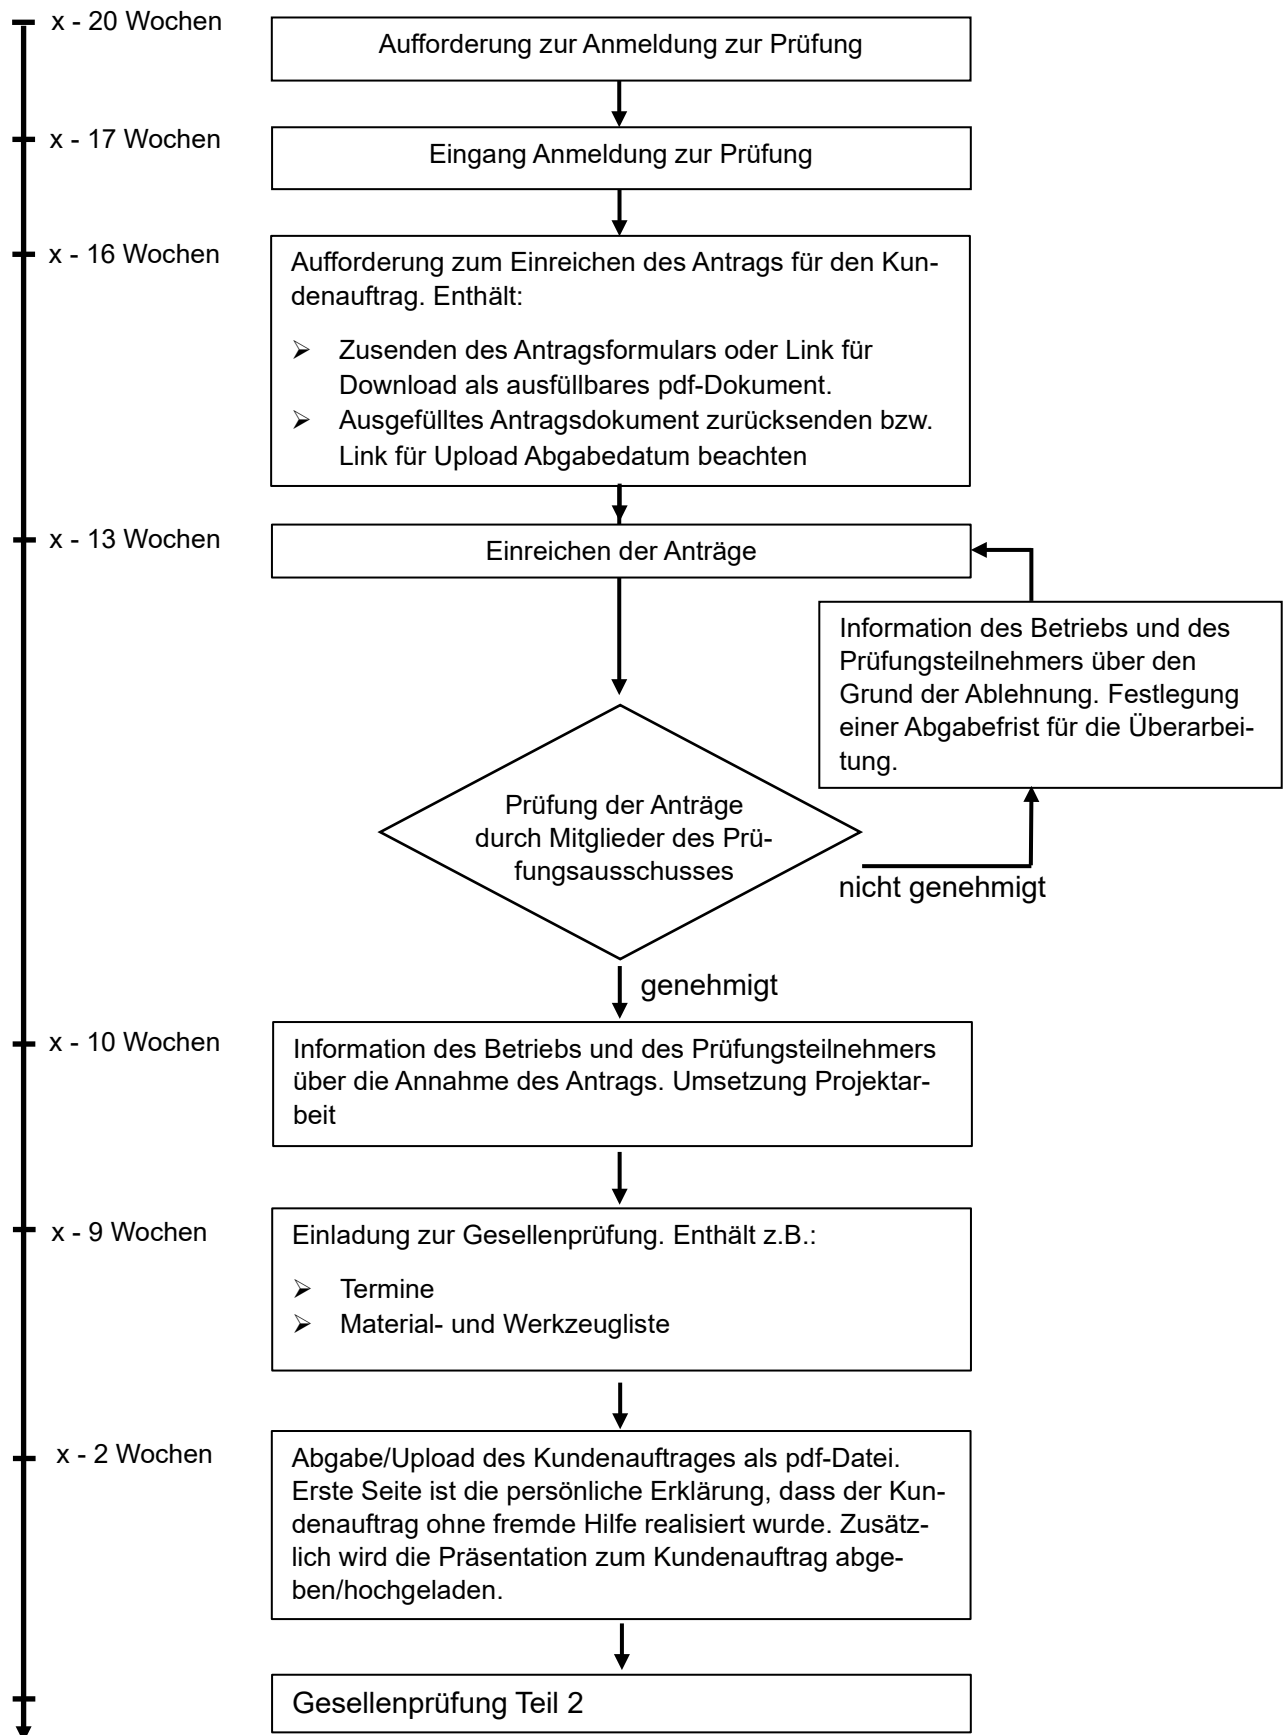 x - 20 Wochen
Aufforderung zur Anmeldung zur Prüfung
x - 17 Wochen
Eingang Anmeldung zur Prüfung
x - 16 Wochen
Aufforderung zum Einreichen des Antrags für den Kun-
denauftrag. Enthält:
➢ Zusenden des Antragsformulars oder Link für
Download als ausfüllbares pdf-Dokument.
➢ Ausgefülltes Antragsdokument zurücksenden bzw.
Link für Upload Abgabedatum beachten
x - 13 Wochen
Einreichen der Anträge
Information des Betriebs und des
Prüfungsteilnehmers über den
Grund der Ablehnung. Festlegung
einer Abgabefrist für die Überarbei-
tung.
Prüfung der Anträge
durch Mitglieder des Prü-
fungsausschusses
nicht genehmigt
genehmigt
x - 10 Wochen
Information des Betriebs und des Prüfungsteilnehmers
über die Annahme des Antrags. Umsetzung Projektar-
beit
x - 9 Wochen
Einladung zur Gesellenprüfung. Enthält z.B.:
➢ Termine
➢ Material- und Werkzeugliste
x - 2 Wochen
Abgabe/Upload des Kundenauftrages als pdf-Datei.
Erste Seite ist die persönliche Erklärung, dass der Kun-
denauftrag ohne fremde Hilfe realisiert wurde. Zusätz-
lich wird die Präsentation zum Kundenauftrag abge-
ben/hochgeladen.
Gesellenprüfung Teil 2